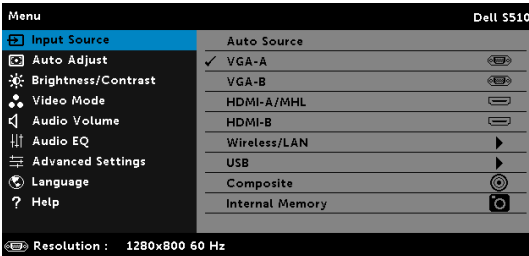 Menu Dell S510
Input Source
Auto Adjust
Brightness/Contrast
Video Mode
Audio Volume
Audio EQ
Advanced Settings
Language
? Help
Auto Source
✓ VGA-A
VGA-B
HDMI-A/MHL
HDMI-B
Wireless/LAN
USB
Composite
Internal Memory
Resolution : 1280x800 60 Hz